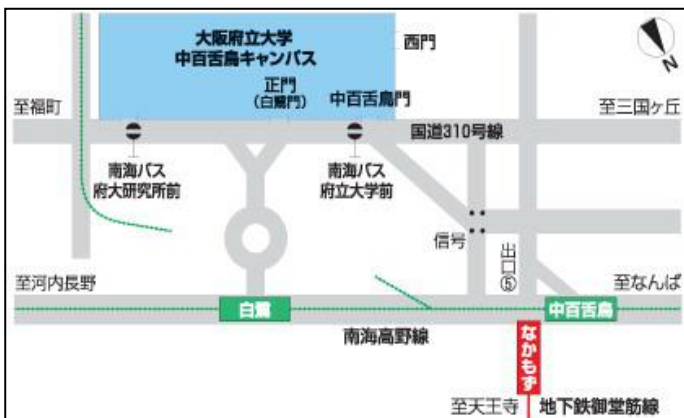 大阪府立大学
中百舌鳥キャンパス
西門
N
正門
(白鷺門)
中百舌鳥門
至福町
至三国ヶ丘
国道310号線
南海バス
府大研究所前
南海バス
府立大学前
信号
出口⑤
至河内長野
至なんば
白鷺
中百舌鳥
南海高野線
なかもず
至天王寺
地下鉄御堂筋線